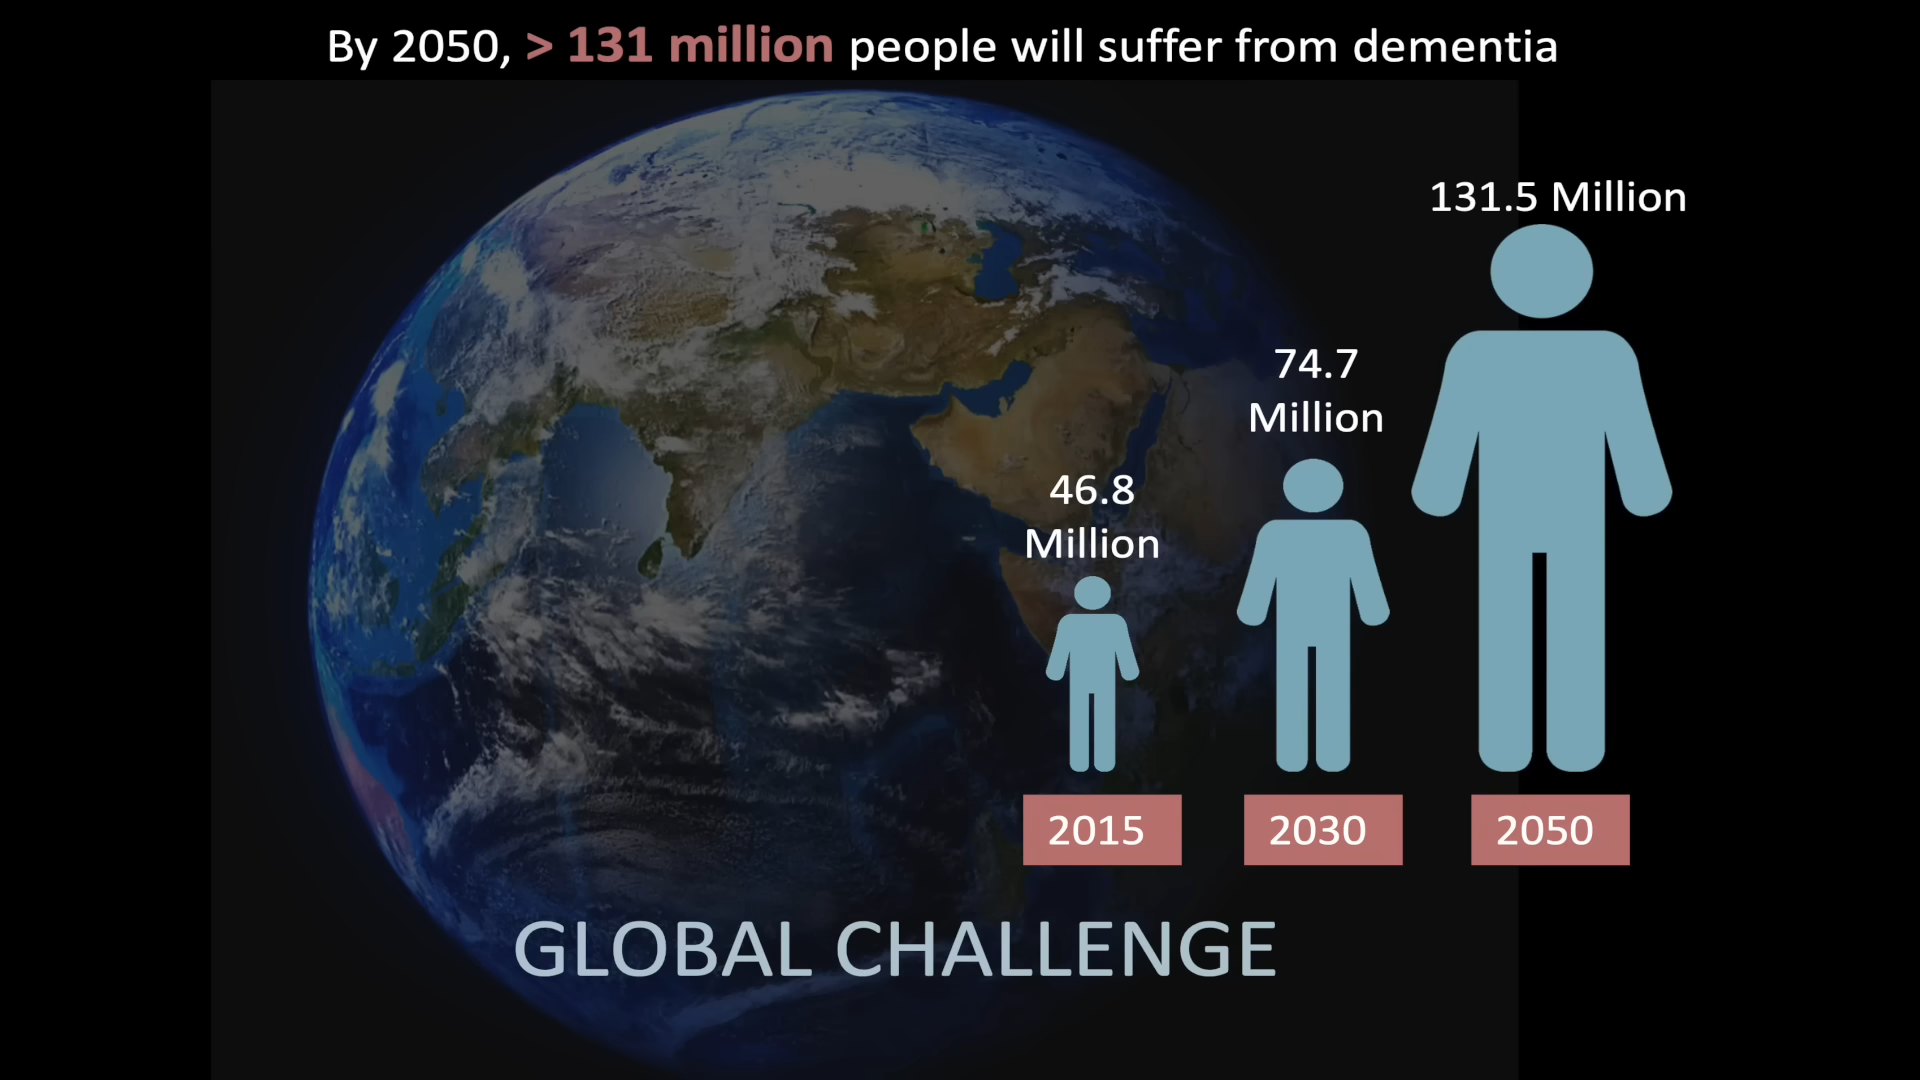 By 2050, > 131 million people will suffer from dementia
131.5 Million
74.7
Million
46.8
Million
2015
2030
2050
GLOBAL CHALLENGE